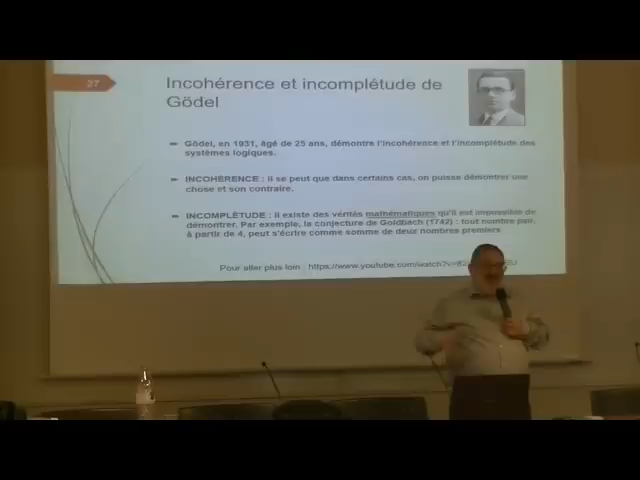 27
Incohérence et incomplétude de
Gödel
Gödel, en 1931, âgé de 25 ans, démontre l'incohérence et l'incomplétude des
systèmes logiques.
INCOHÉRENCE : il se peut que dans certains cas, on puisse démontrer une
chose et son contraire.
INCOMPLÉTUDE : il existe des vérités mathématiques qu'il est impossible de
démontrer. Par exemple, la conjecture de Goldbach (1742) : tout nombre pair,
à partir de 4, peut s'écrire comme somme de deux nombres premiers
Pour aller plus loin : https://www.youtube.com/watch?v=82